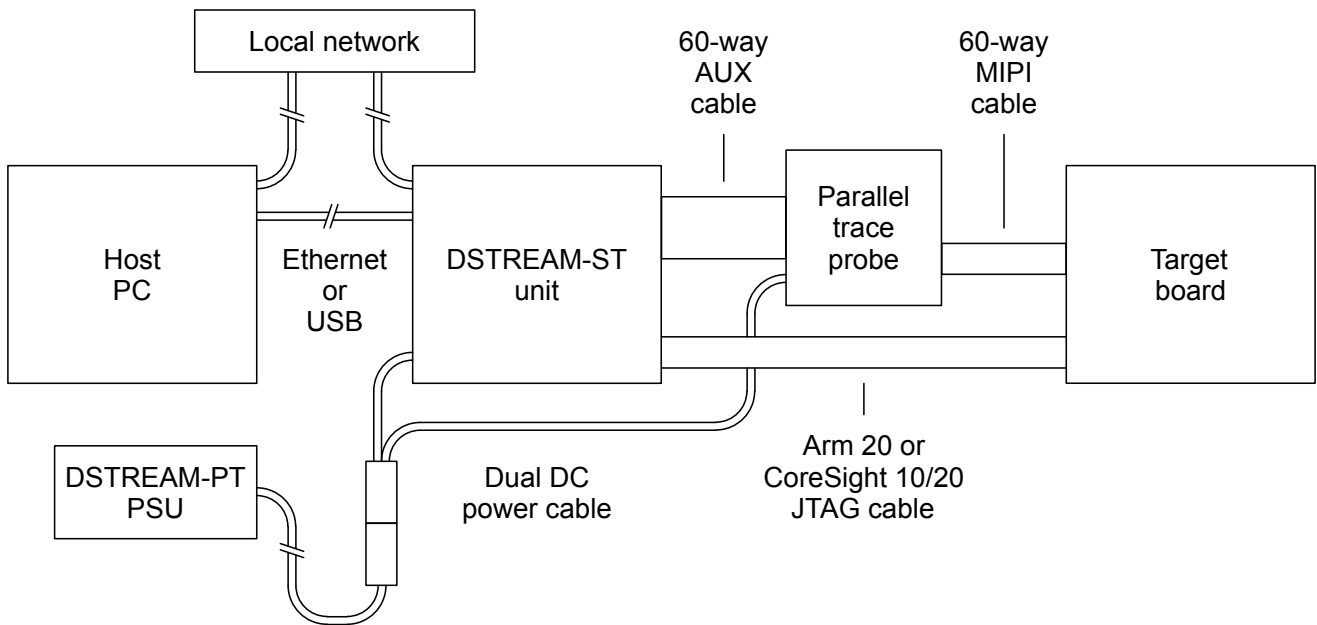 Local network
60-way
AUX
cable
60-way
MIPI
cable
Host
PC
Ethernet
or
USB
DSTREAM-ST
unit
Parallel
trace
probe
Target
board
DSTREAM-PT
PSU
Dual DC
power cable
Arm 20 or
CoreSight 10/20
JTAG cable